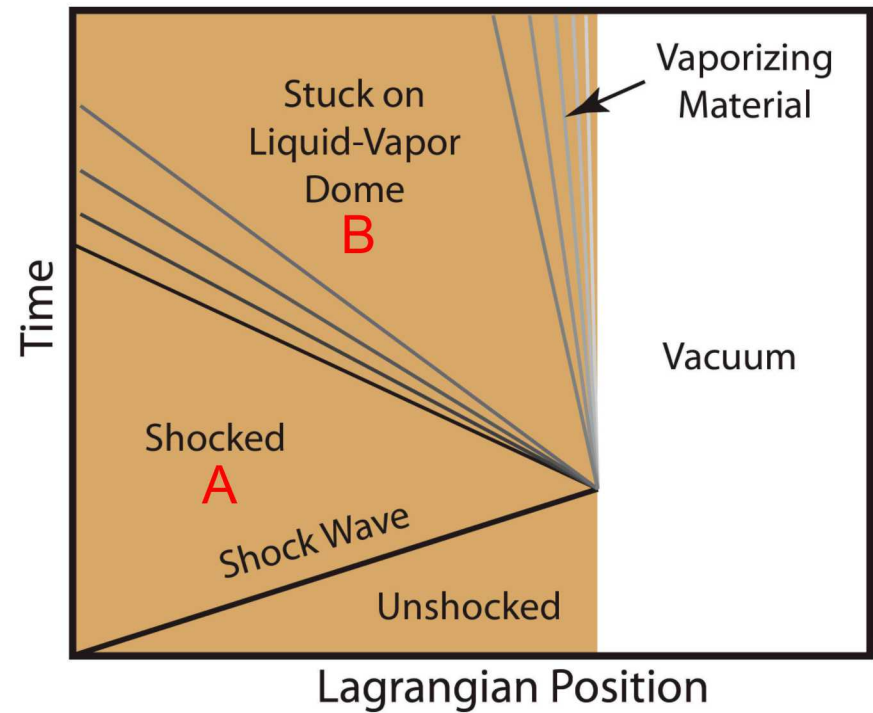 Vaporizing
Material
Stuck on
Liquid-Vapor
Dome
B
Time
Vacuum
Shocked
A
Shock Wave
Unshocked
Lagrangian Position